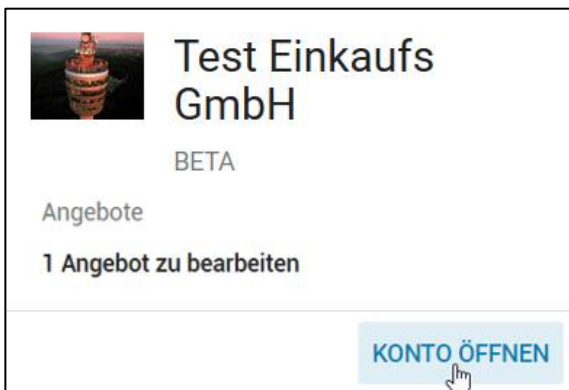 Test Einkaufs
GmbH
BETA
Angebote
1 Angebot zu bearbeiten
KONTO ÖFFNEN